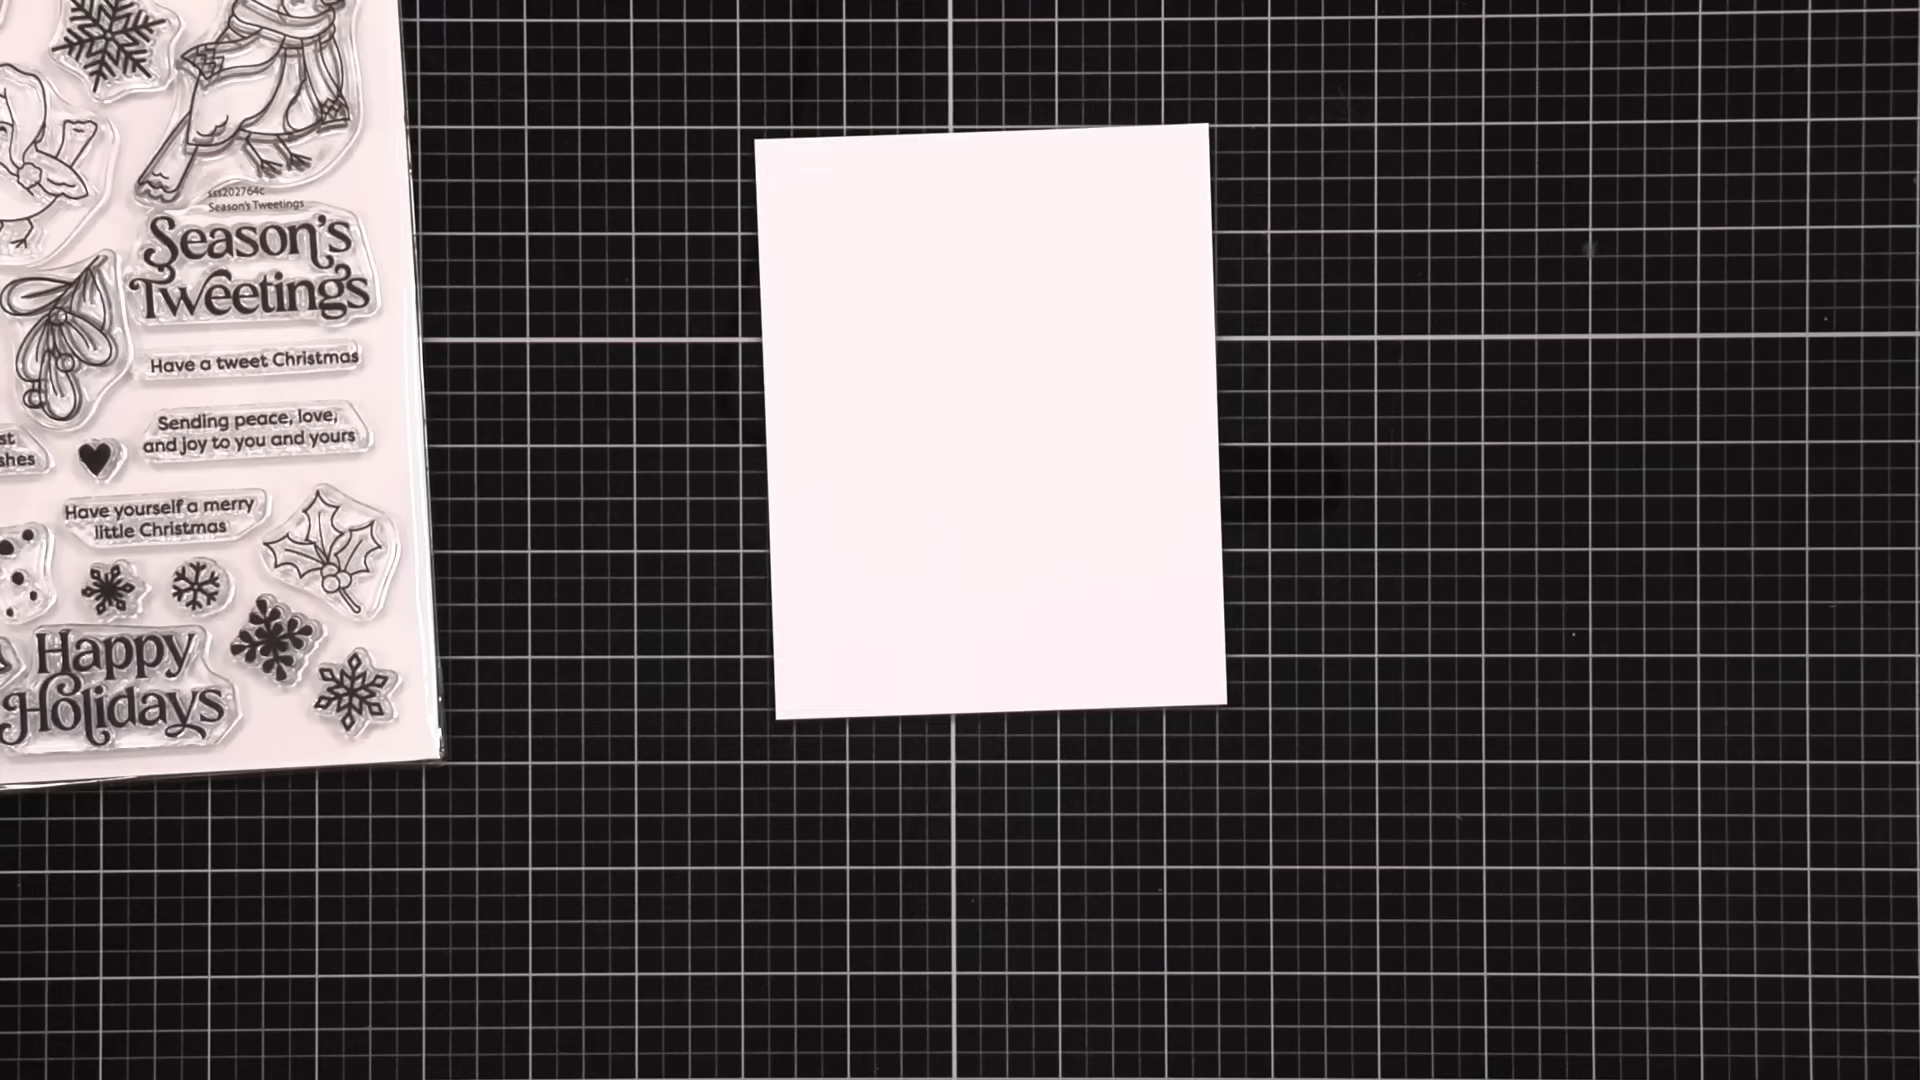 sss202764c
Season's Tweetings
Season's
Tweetings
Have a tweet Christmas
Sending peace, love,
and joy to you and yours
Have yourself a merry
little Christmas
Happy
Holidays